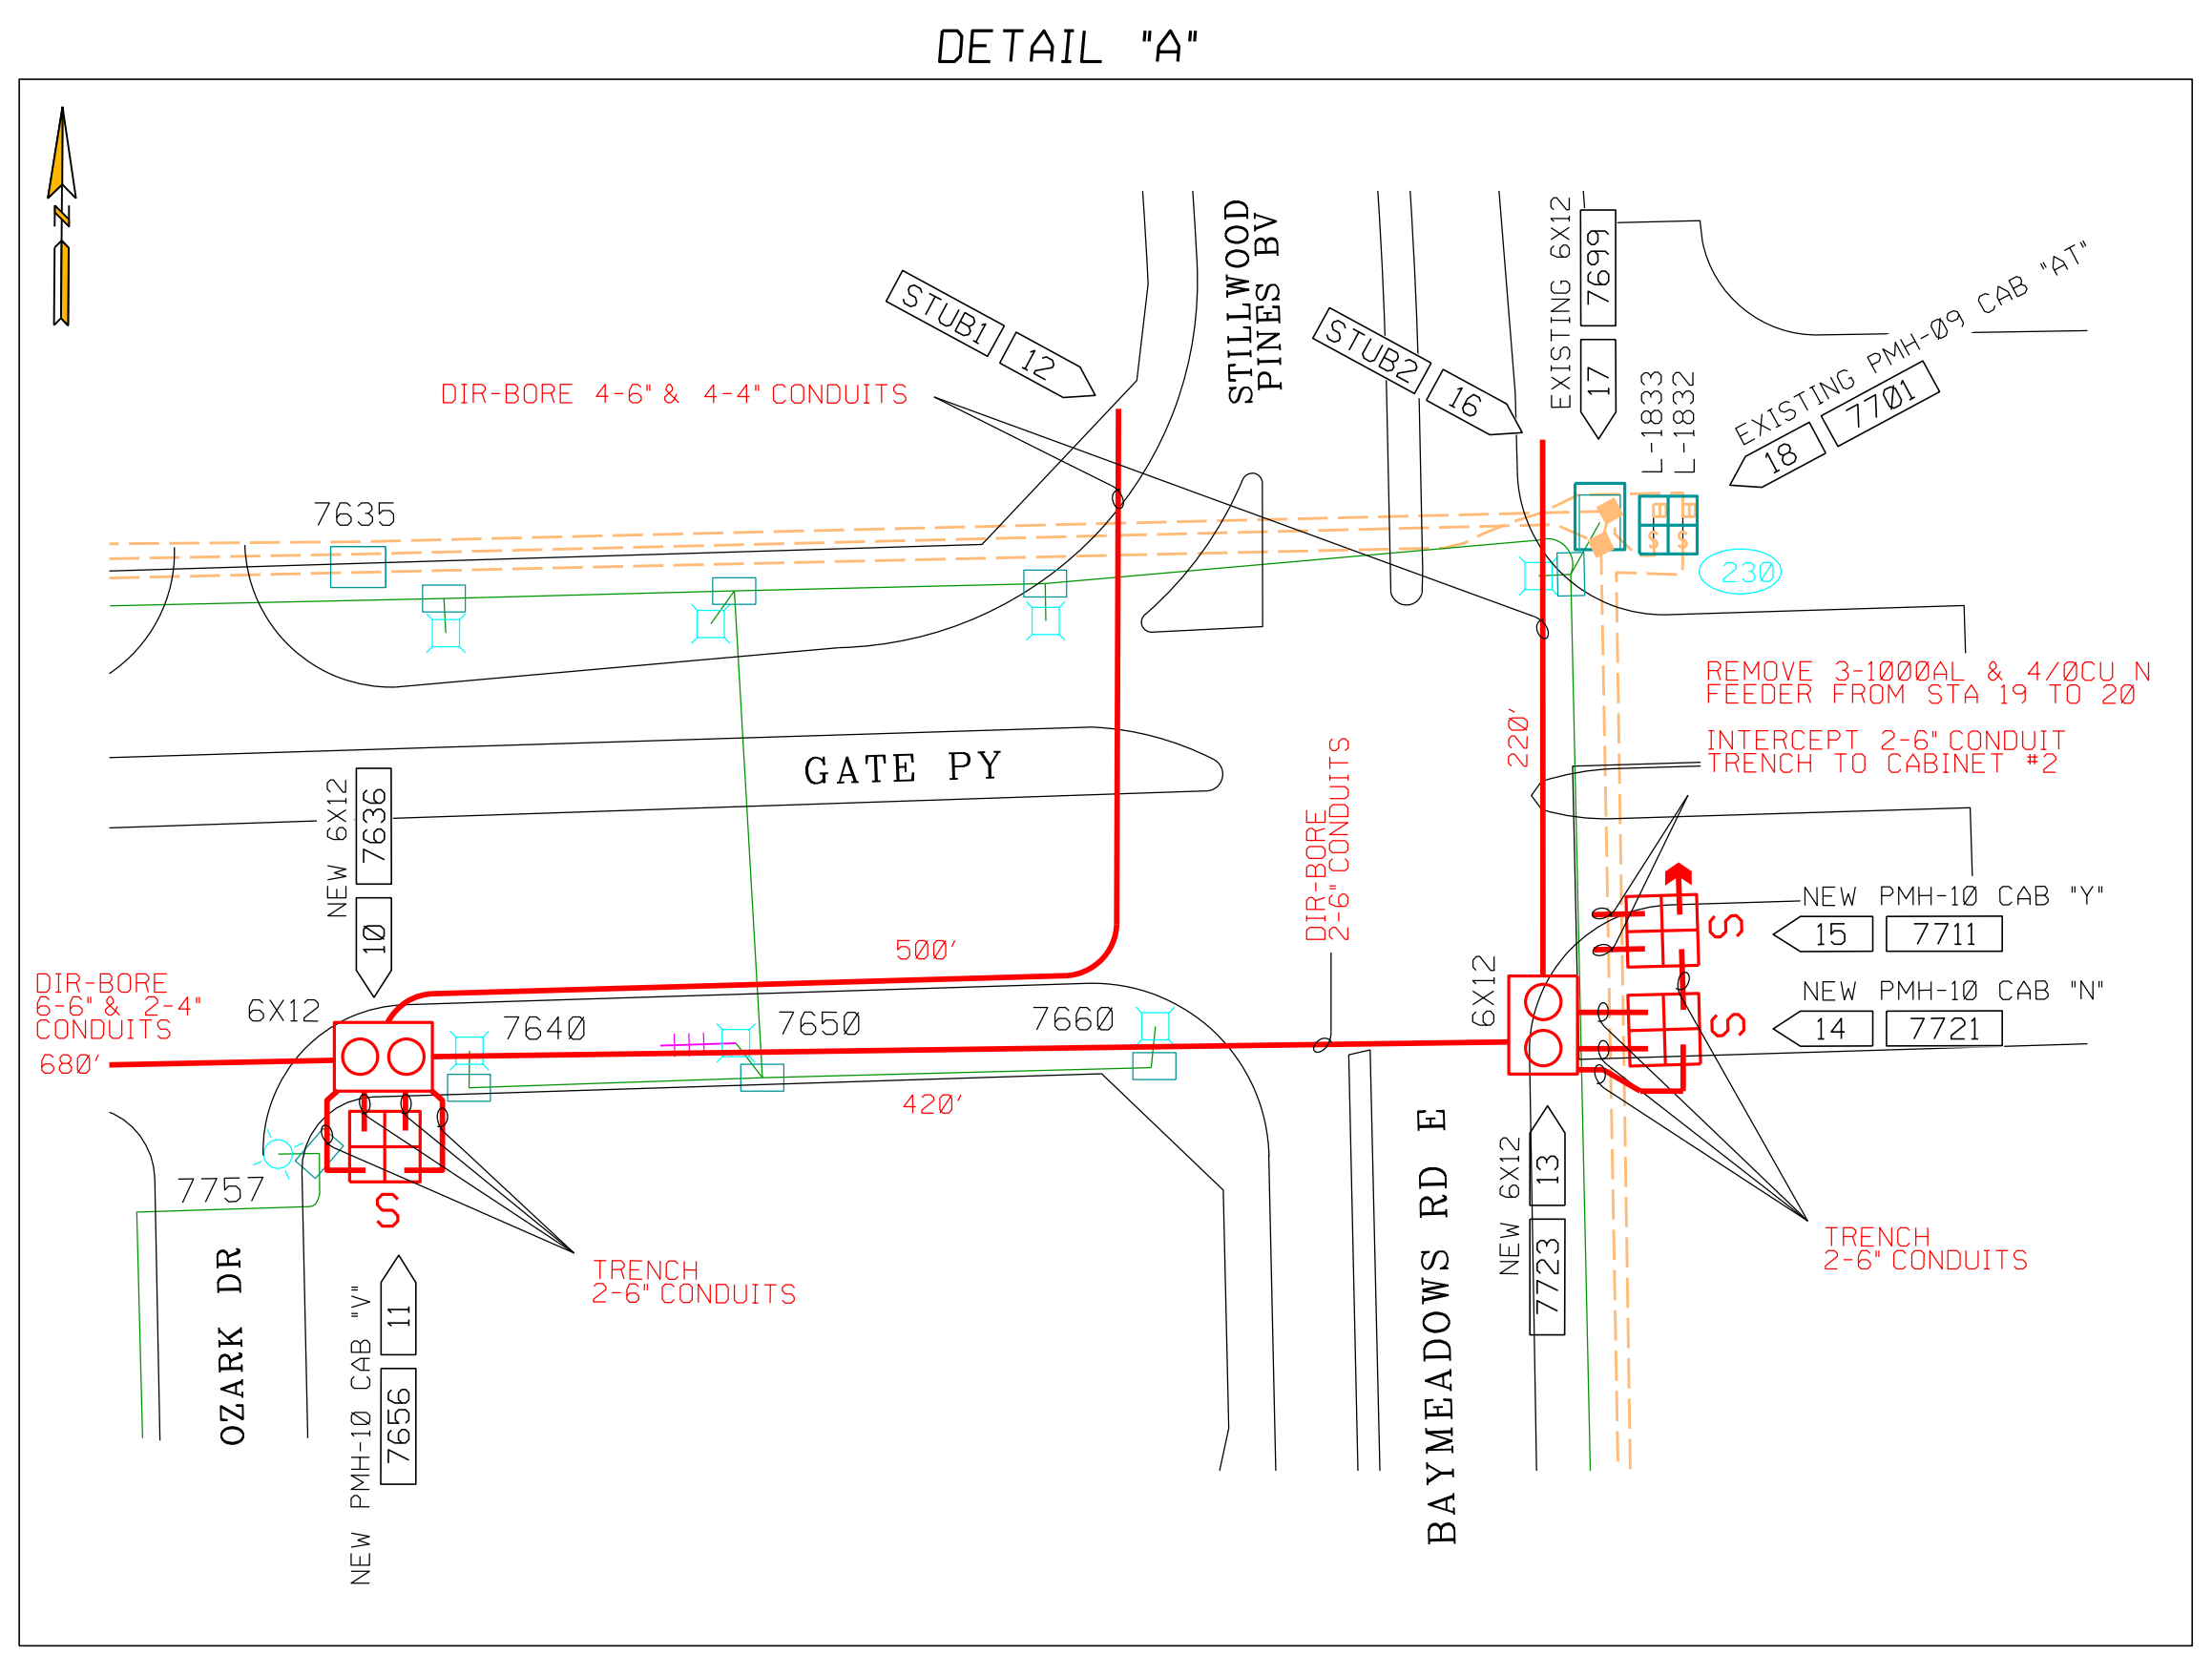 DETAIL "A"
N
STILLWOOD
PINES BV
STUB1
12
STUB2
16
EXISTING 6X12
7699
17
L-1833
L-1832
EXISTING PMH-09 CAB "AT"
18
7701
DIR-BORE 4-6" & 4-4" CONDUITS
7635
230
REMOVE 3-1000AL & 4/0CU N
FEEDER FROM STA 19 TO 20
INTERCEPT 2-6" CONDUIT
TRENCH TO CABINET #2
220'
GATE PY
NEW 6X12
7636
10
DIR-BORE
2-6" CONDUITS
NEW PMH-10 CAB "Y"
15
7711
S
500'
DIR-BORE
6-6" & 2-4"
CONDUITS
680'
6X12
7640
7650
7660
6X12
NEW PMH-10 CAB "N"
14
7721
S
420'
7757
S
OZARK DR
TRENCH
2-6" CONDUITS
NEW PMH-10 CAB "V"
11
7656
BAYMEADOWS RD E
NEW 6X12
13
7723
TRENCH
2-6" CONDUITS
S
S